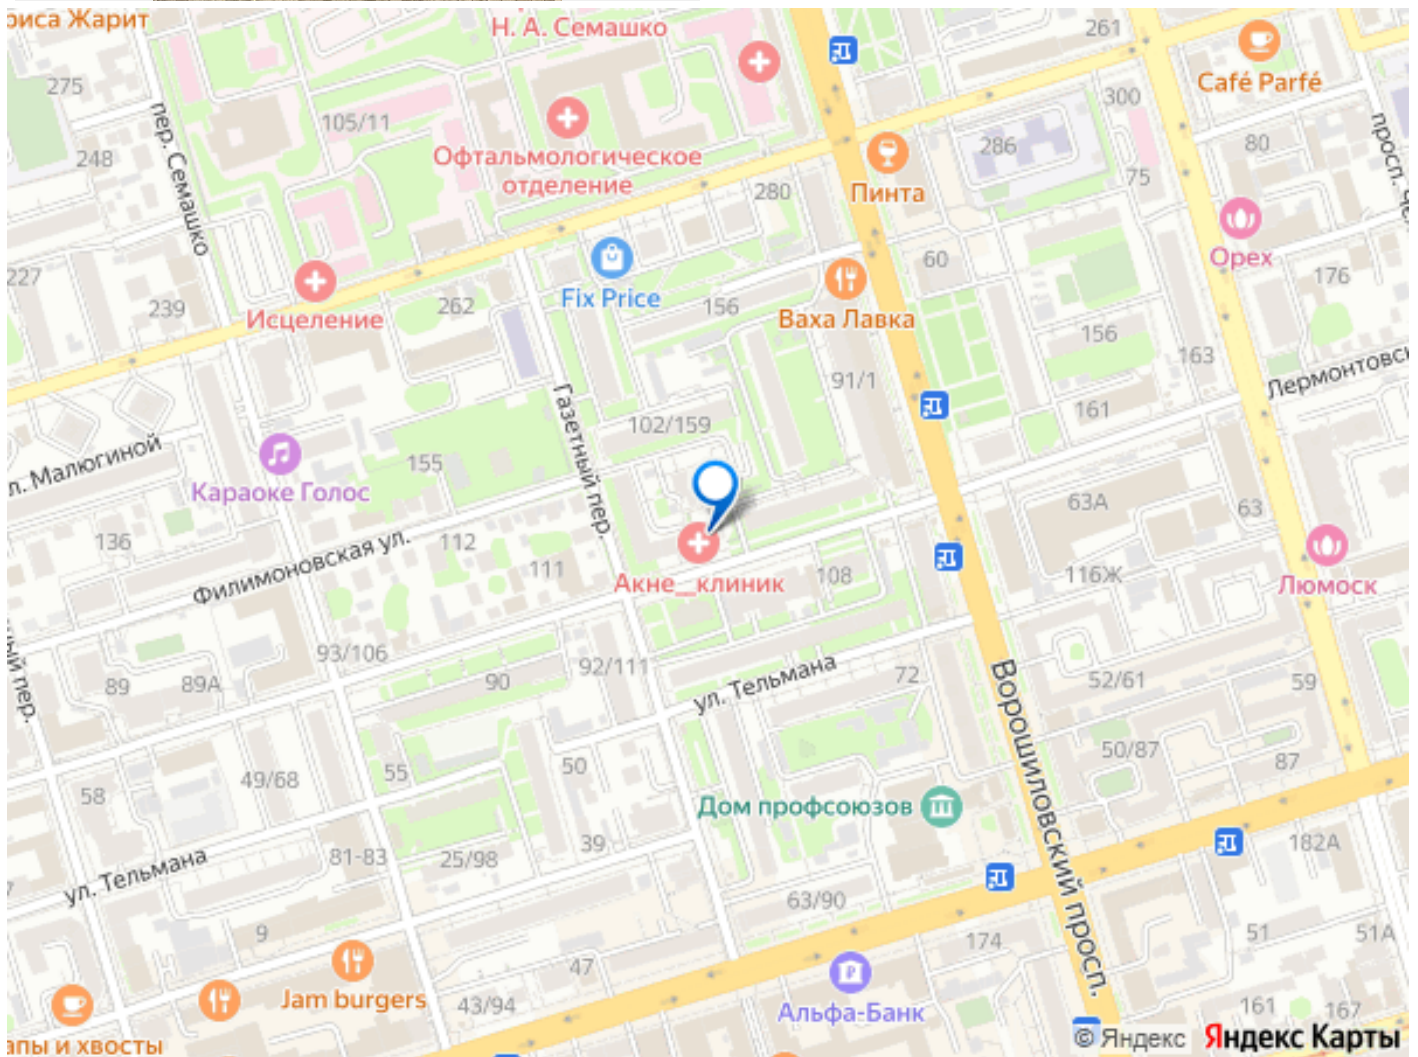 риса Жарит
Н. А. Семашко
261
Café Parfé
275
пер. Семашко
105/11
300
просп. Че
248
Офтальмологическое
отделение
286
80
Пинта
280
75
Орех
227
239
Исцеление
262
Fix Price
156
60
Ваха Лавка
176
156
163
91/1
Лермонтовск
Газетный пер.
102/159
161
л. Малюгиной
155
Караоке Голос
63А
63
136
Филимоновская ул.
112
111
Акне__клиник
108
116Ж
Люмоск
ный пер.
93/106
89
89А
90
92/111
ул. Тельмана
72
Ворошиловский просп.
52/61
59
50/87
87
49/68
55
50
58
Дом профсоюзов
ул. Тельмана
81-83
25/98
39
182А
63/90
9
174
51
51А
Jam burgers
47
43/94
Альфа-Банк
161
167
апы и хвосты
© Яндекс Яндекс Карты